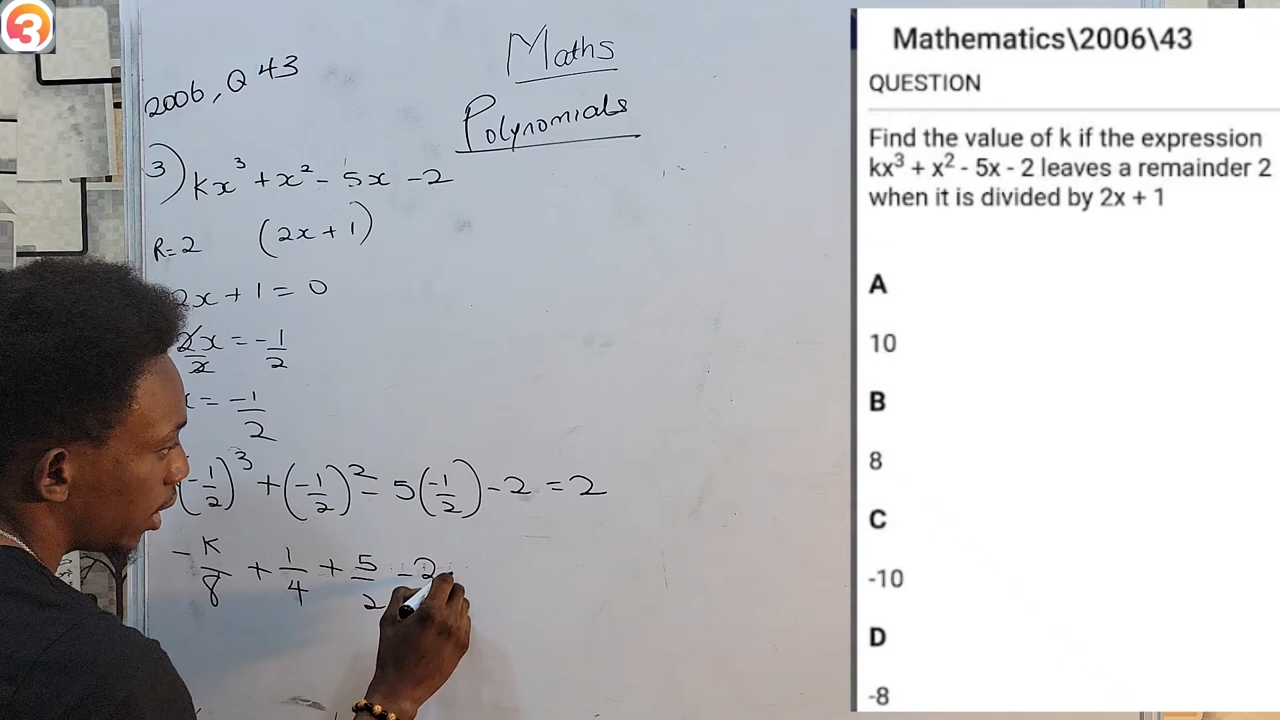 3
Maths
Polynomials
2006, Q 43
3) kx³ + x² - 5x - 2
R = 2 (2x + 1)
2x + 1 = 0
2x/2 = -1/2
x = -1/2
(-1/2)³ + (-1/2)² - 5(-1/2) - 2 = 2
-K/8 + 1/4 + 5/2 - 2
Mathematics\2006\43
QUESTION
Find the value of k if the expression
kx³ + x² - 5x - 2 leaves a remainder 2
when it is divided by 2x + 1
A
10
B
8
C
-10
D
-8